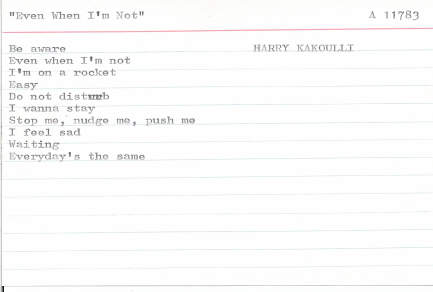 "Even When I'm Not" A 11783
Be aware HARRY KAKOULLI
Even when I'm not
I'm on a rocket
Easy
Do not disturb
I wanna stay
Stop me, nudge me, push me
I feel sad
Waiting
Everyday's the same